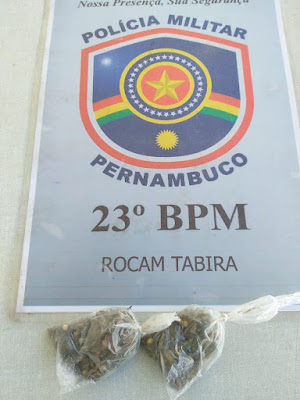 Nossa Presença, Sua Segurança
POLÍCIA MILITAR
PERNAMBUCO
23º BPM
ROCAM TABIRA